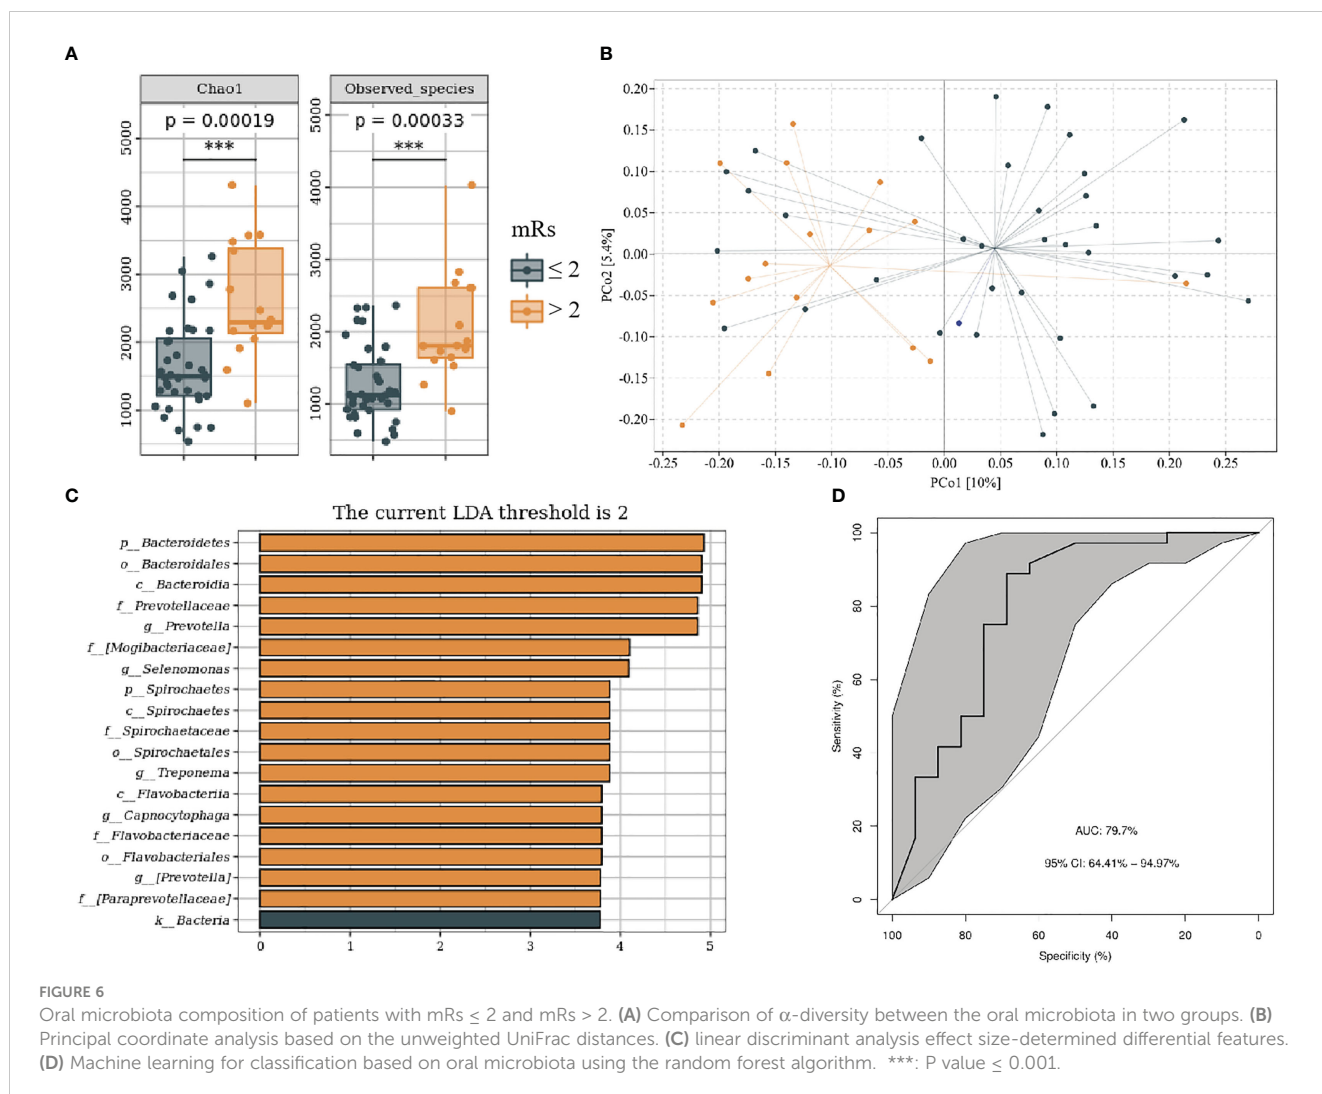 A
Chao1
Observed_species
p = 0.00019
p = 0.00033
***
***
5000
4000
3000
2000
1000
5000
4000
3000
2000
1000
mRs
≤ 2
> 2
B
0.20
0.15
0.10
0.05
0.00
-0.05
-0.10
-0.15
-0.20
PCo2 [5.4%]
-0.25 -0.20 -0.15 -0.10 -0.05 0.00 0.05 0.10 0.15 0.20 0.25
PCo1 [10%]
C
The current LDA threshold is 2
p__Bacteroidetes
o__Bacteroidales
c__Bacteroidia
f__Prevotellaceae
g__Prevotella
f__[Mogibacteriaceae]
g__Selenomonas
p__Spirochaetes
c__Spirochaetes
f__Spirochaetaceae
o__Spirochaetales
g__Treponema
c__Flavobacteriia
g__Capnocytophaga
f__Flavobacteriaceae
o__Flavobacteriales
g__[Prevotella]
f__[Paraprevotellaceae]
k__Bacteria
0 1 2 3 4 5
D
100
80
60
40
20
0
Sensitivity (%)
AUC: 79.7%
95% CI: 64.41% – 94.97%
100 80 60 40 20 0
Specificity (%)
FIGURE 6
Oral microbiota composition of patients with mRs ≤ 2 and mRs > 2. (A) Comparison of α-diversity between the oral microbiota in two groups. (B)
Principal coordinate analysis based on the unweighted UniFrac distances. (C) linear discriminant analysis effect size-determined differential features.
(D) Machine learning for classification based on oral microbiota using the random forest algorithm. ***: P value ≤ 0.001.